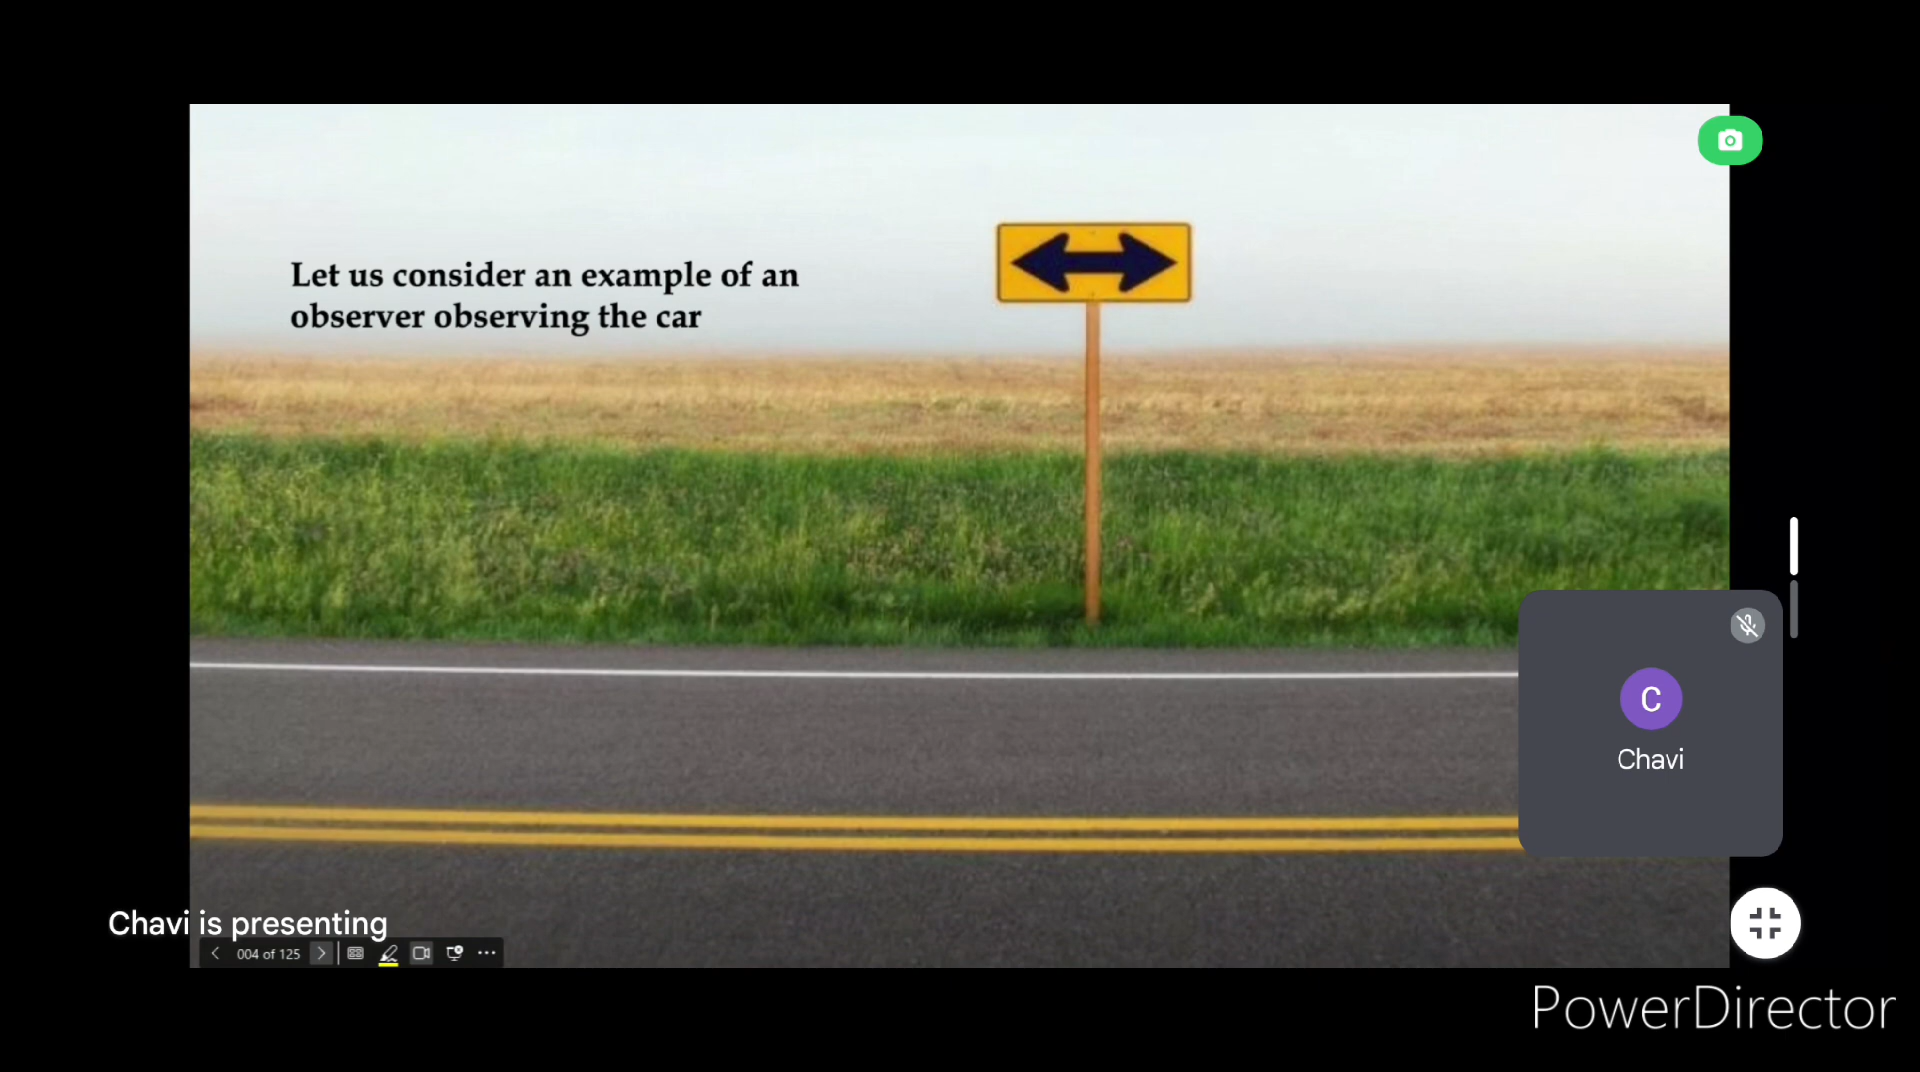 Let us consider an example of an
observer observing the car
C
Chavi
Chavi is presenting
004 of 125
PowerDirector